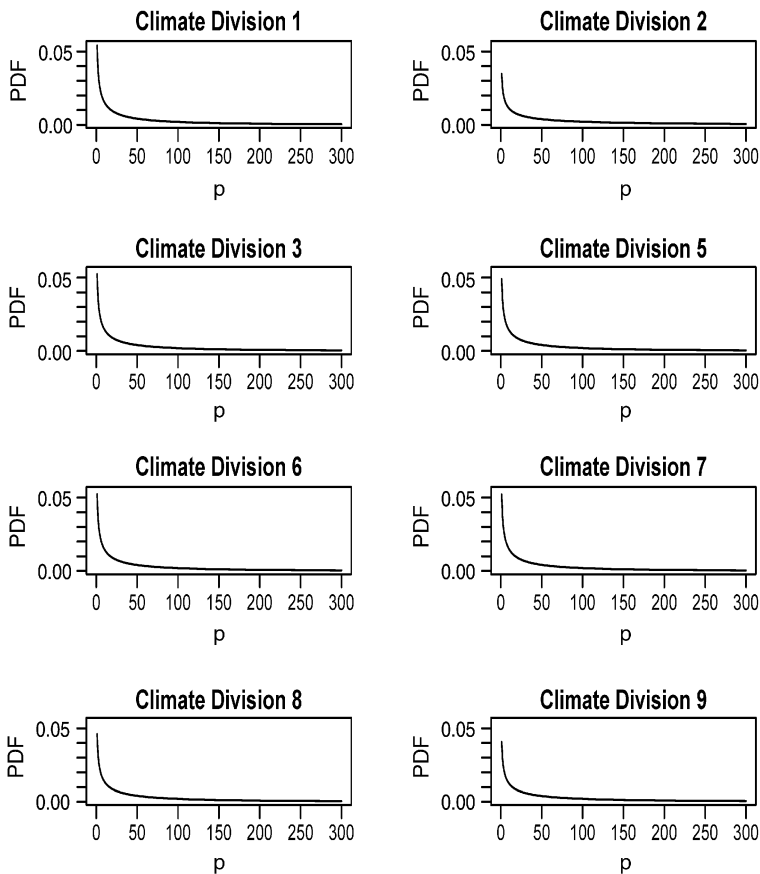 Climate Division 1
PDF
0.05
0.00
0 50 100 150 200 250 300
p
Climate Division 2
PDF
0.05
0.00
0 50 100 150 200 250 300
p
Climate Division 3
PDF
0.05
0.00
0 50 100 150 200 250 300
p
Climate Division 5
PDF
0.05
0.00
0 50 100 150 200 250 300
p
Climate Division 6
PDF
0.05
0.00
0 50 100 150 200 250 300
p
Climate Division 7
PDF
0.05
0.00
0 50 100 150 200 250 300
p
Climate Division 8
PDF
0.05
0.00
0 50 100 150 200 250 300
p
Climate Division 9
PDF
0.05
0.00
0 50 100 150 200 250 300
p